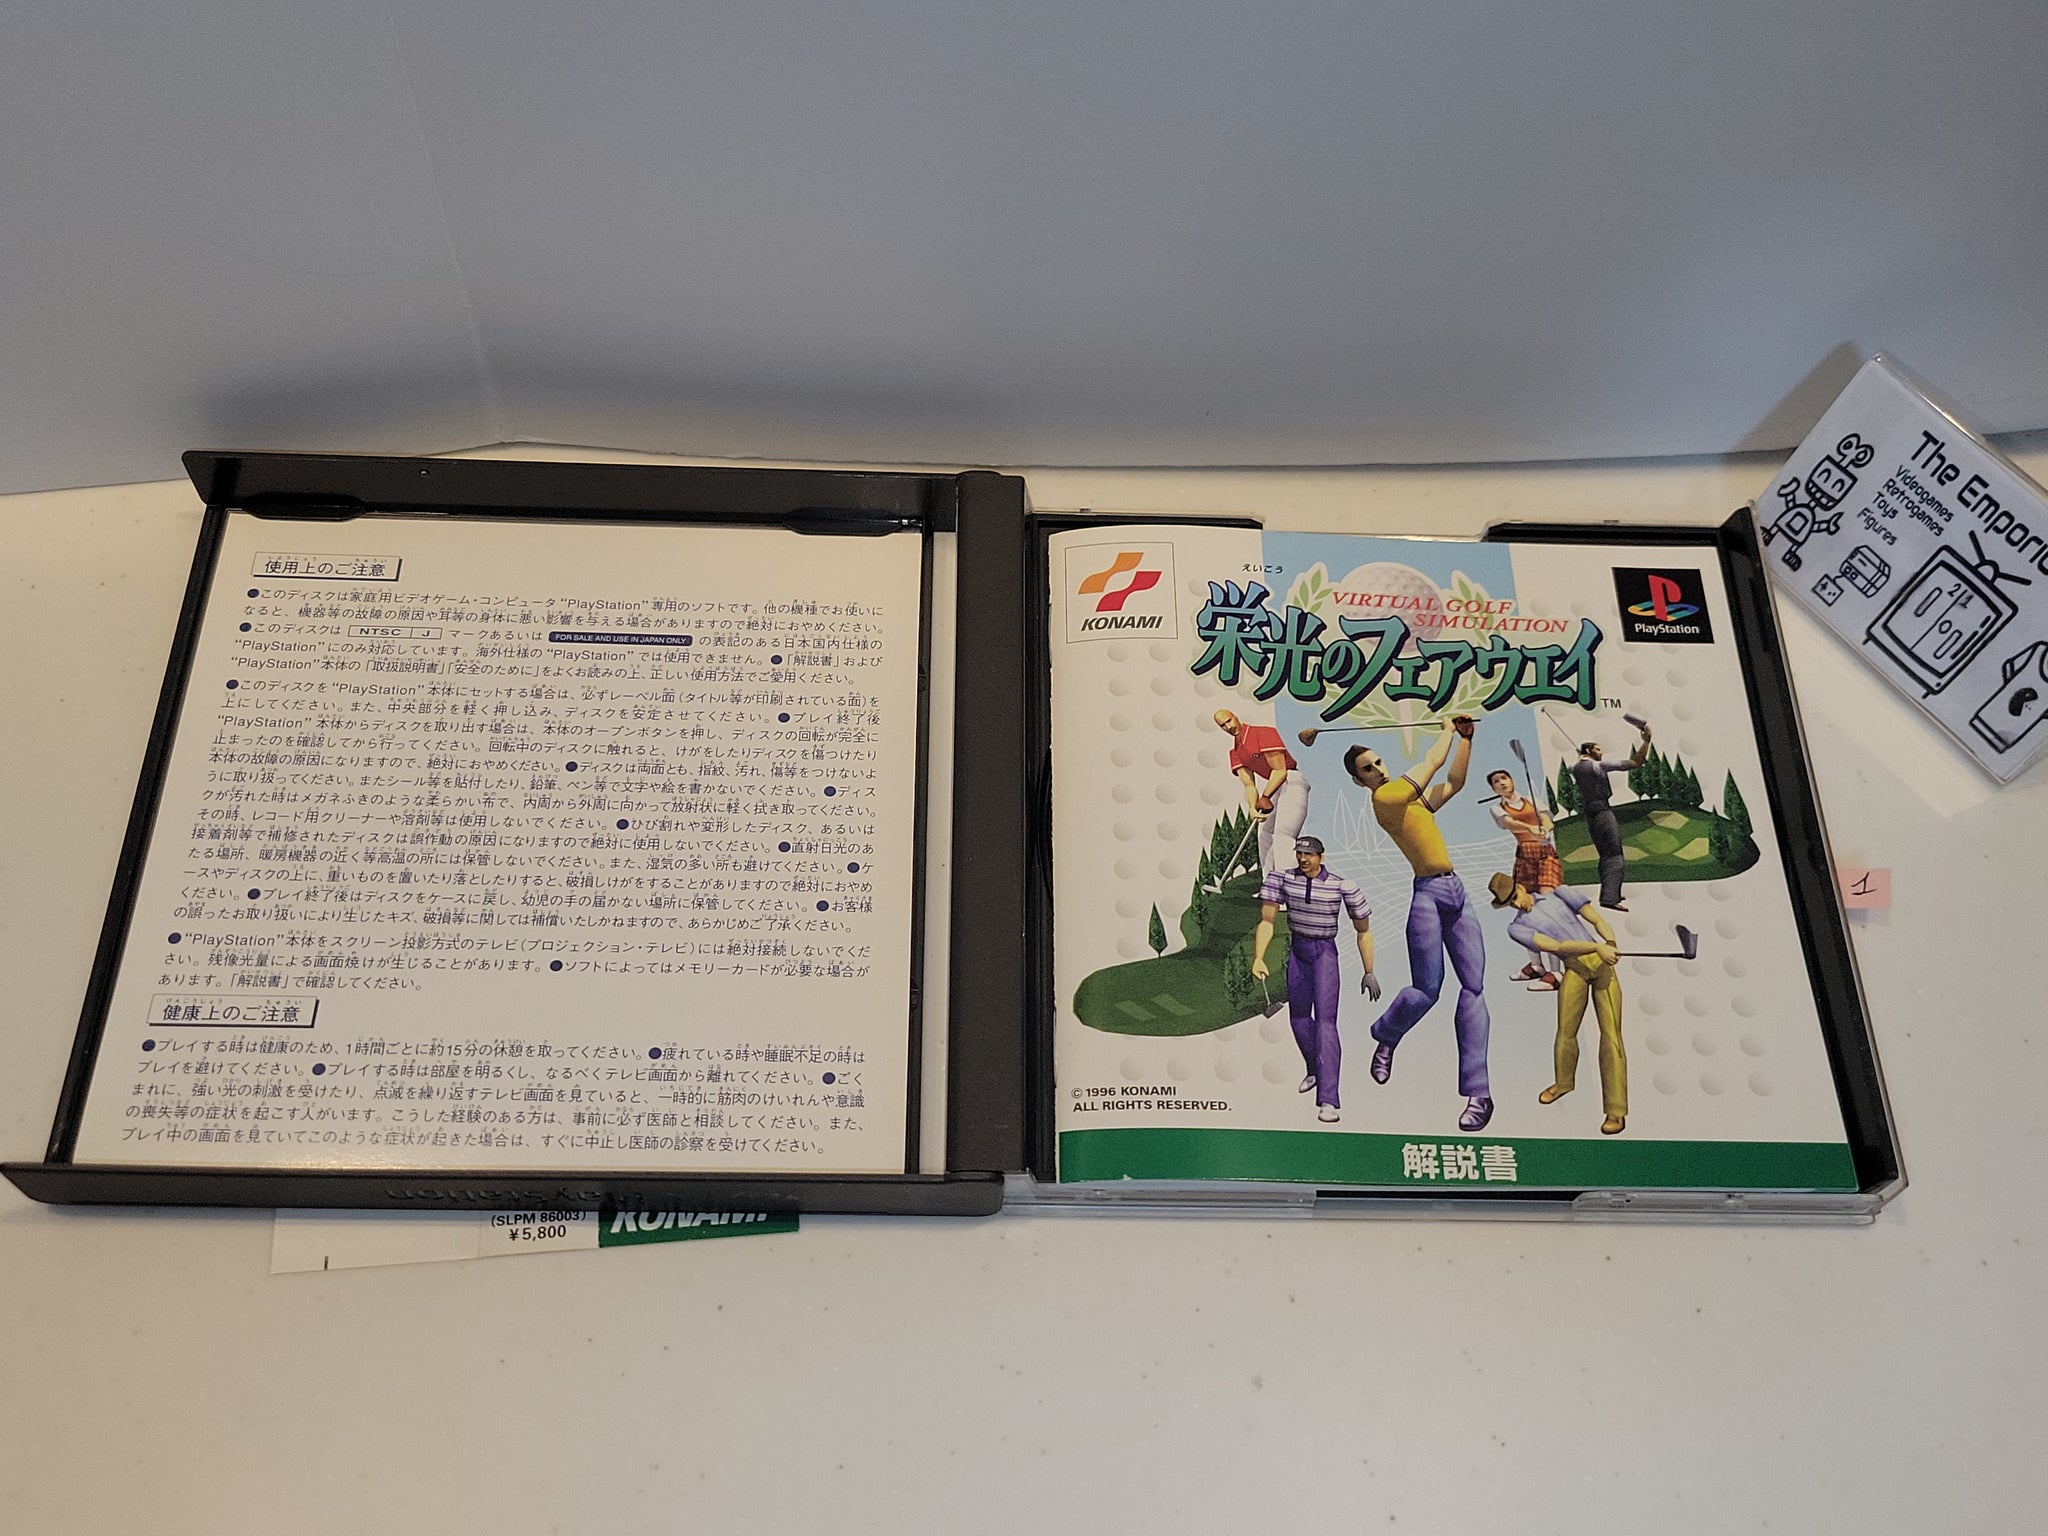 使用上のご注意
●このディスクは家庭用ビデオゲーム・コンピュータ“PlayStation”専用のソフトです。他の機種でお使いに
なると、機器等の故障の原因や耳等の身体に悪い影響を与える場合がありますので絶対におやめください。
●このディスクは NTSC J マークあるいは FOR SALE AND USE IN JAPAN ONLY の表記のある日本国内仕様の
“PlayStation”にのみ対応しています。海外仕様の“PlayStation”では使用できません。●「解説書」および
“PlayStation”本体の「取扱説明書」「安全のために」をよくお読みの上、正しい使用方法でご愛用ください。
●このディスクを“PlayStation”本体にセットする場合は、必ずレーベル面(タイトル等が印刷されている面)を
上にしてください。また、中央部分を軽く押し込み、ディスクを安定させてください。●プレイ終了後
“PlayStation”本体からディスクを取り出す場合は、本体のオープンボタンを押し、ディスクの回転が完全に
止まったのを確認してから行ってください。回転中のディスクに触れると、けがをしたりディスクを傷つけたり
本体の故障の原因になりますので、絶対におやめください。●ディスクは両面とも、指紋、汚れ、傷等をつけないよ
うに取り扱ってください。またシール等を貼付したり、鉛筆、ペン等で文字や絵を書かないでください。●ディス
クが汚れた時はメガネふきのような柔らかい布で、内周から外周に向かって放射状に軽く拭き取ってください。
その時、レコード用クリーナーや溶剤等は使用しないでください。●ひび割れや変形したディスク、あるいは
接着剤等で補修されたディスクは誤作動の原因になりますので絶対に使用しないでください。●直射日光のあ
たる場所、暖房機器の近く等高温の所には保管しないでください。また、湿気の多い所も避けてください。●ケ
ースやディスクの上に、重いものを置いたり落としたりすると、破損しけがをすることがありますので絶対におやめ
ください。●プレイ終了後はディスクをケースに戻し、幼児の手の届かない場所に保管してください。●お客様
の誤ったお取り扱いにより生じたキズ、破損等に関しては補償いたしかねますので、あらかじめご了承ください。
●“PlayStation”本体をスクリーン投影方式のテレビ(プロジェクション・テレビ)には絶対接続しないでくだ
さい。残像光量による画面焼けが生じることがあります。●ソフトによってはメモリーカードが必要な場合が
あります。「解説書」で確認してください。
健康上のご注意
●プレイする時は健康のため、1時間ごとに約15分の休憩を取ってください。●疲れている時や睡眠不足の時は
プレイを避けてください。●プレイする時は部屋を明るくし、なるべくテレビ画面から離れてください。●ごく
まれに、強い光の刺激を受けたり、点滅を繰り返すテレビ画面を見ていると、一時的に筋肉のけいれんや意識
の喪失等の症状を起こす人がいます。こうした経験のある方は、事前に必ず医師と相談してください。また、
プレイ中の画面を見ていてこのような症状が起きた場合は、すぐに中止し医師の診察を受けてください。
PlayStation
(SLPM 86003)
¥5,800
KONAMI
KONAMI
えいこう
VIRTUAL GOLF
SIMULATION
栄光のフェアウェイ
TM
PlayStation
© 1996 KONAMI
ALL RIGHTS RESERVED.
解説書
The Emporio
Videogames
Retrogames
Toys
Figures
21
1